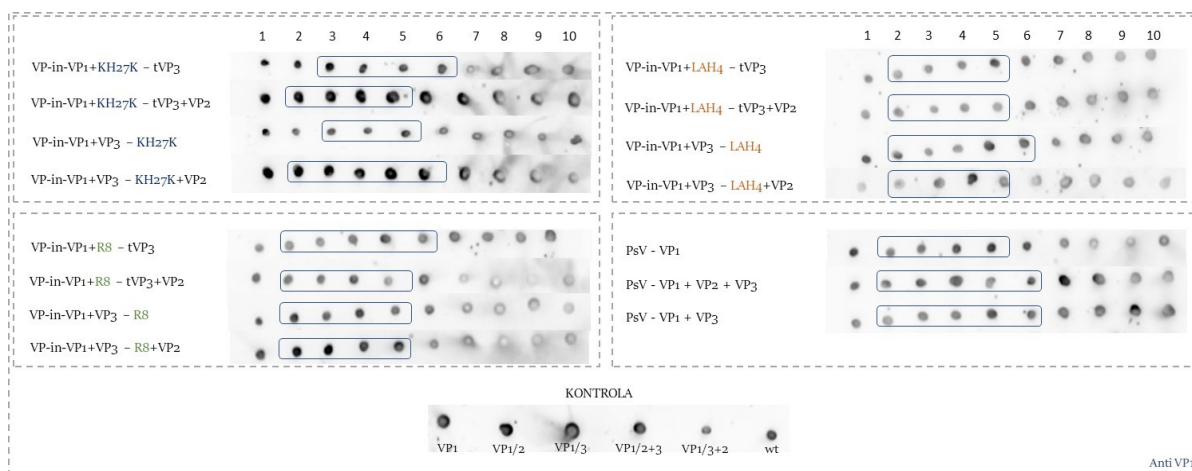 1 2 3 4 5 6 7 8 9 10
VP-in-VP1+KH27K – tVP3
VP-in-VP1+KH27K – tVP3+VP2
VP-in-VP1+VP3 – KH27K
VP-in-VP1+VP3 – KH27K+VP2
1 2 3 4 5 6 7 8 9 10
VP-in-VP1+LAH4 – tVP3
VP-in-VP1+LAH4 – tVP3+VP2
VP-in-VP1+VP3 – LAH4
VP-in-VP1+VP3 – LAH4+VP2
VP-in-VP1+R8 – tVP3
VP-in-VP1+R8 – tVP3+VP2
VP-in-VP1+VP3 – R8
VP-in-VP1+VP3 – R8+VP2
PsV - VP1
PsV - VP1 + VP2 + VP3
PsV - VP1 + VP3
KONTROLA
VP1 VP1/2 VP1/3 VP1/2+3 VP1/3+2 wt
Anti VP1